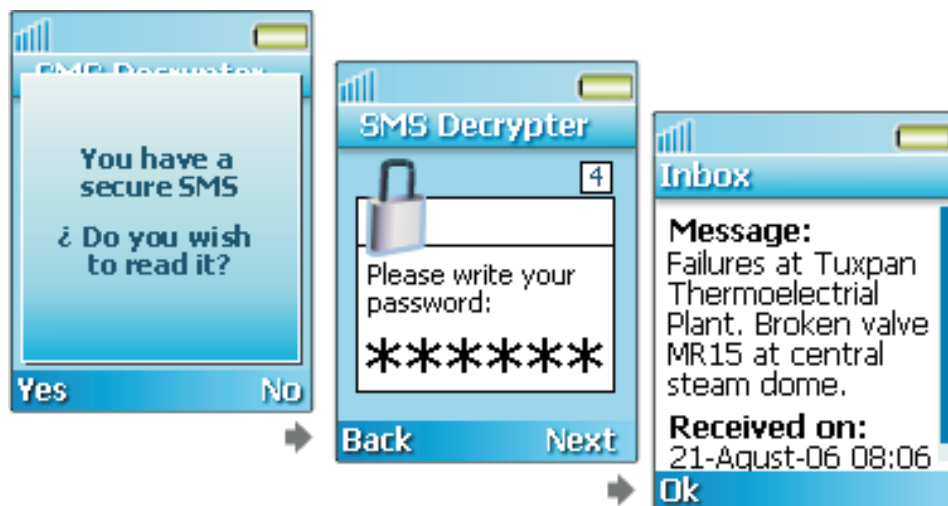 SMS Decrypter
You have a
secure SMS
¿ Do you wish
to read it?
Yes No
SMS Decrypter
4
Please write your
password:
******
Back Next
Inbox
Message:
Failures at Tuxpan
Thermoelectrial
Plant. Broken valve
MR15 at central
steam dome.
Received on:
21-Agust-06 08:06
Ok